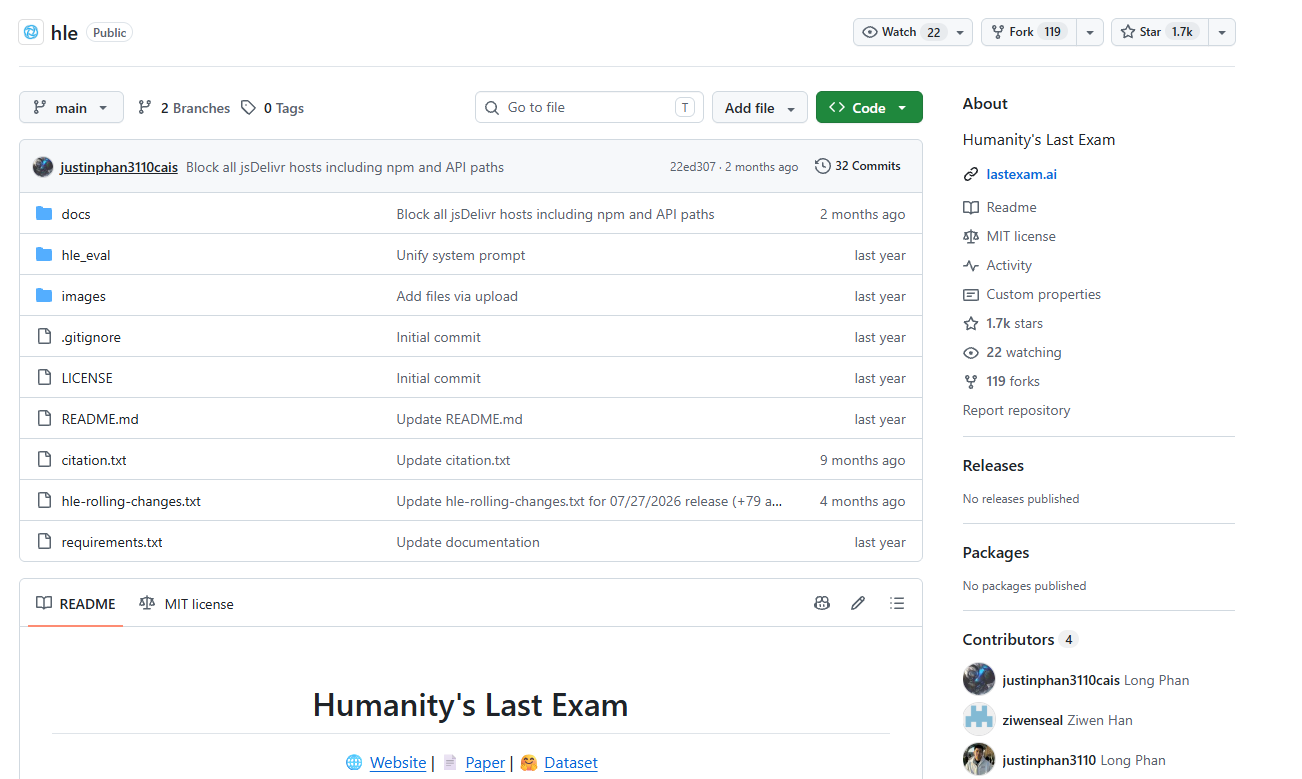 hle Public Watch 22 Fork 119 Star 1.7k
main 2 Branches 0 Tags Go to file T Add file Code
justinphan3110cais Block all jsDelivr hosts including npm and API paths 22ed307 · 2 months ago 32 Commits
docs Block all jsDelivr hosts including npm and API paths 2 months ago
hle_eval Unify system prompt last year
images Add files via upload last year
.gitignore Initial commit last year
LICENSE Initial commit last year
README.md Update README.md last year
citation.txt Update citation.txt 9 months ago
hle-rolling-changes.txt Update hle-rolling-changes.txt for 07/27/2026 release (+79 a... 4 months ago
requirements.txt Update documentation last year
README MIT license
Humanity's Last Exam
Website | Paper | Dataset
About
Humanity's Last Exam
lastexam.ai
Readme
MIT license
Activity
Custom properties
1.7k stars
22 watching
119 forks
Report repository
Releases
No releases published
Packages
No packages published
Contributors 4
justinphan3110cais Long Phan
ziwenseal Ziwen Han
justinphan3110 Long Phan